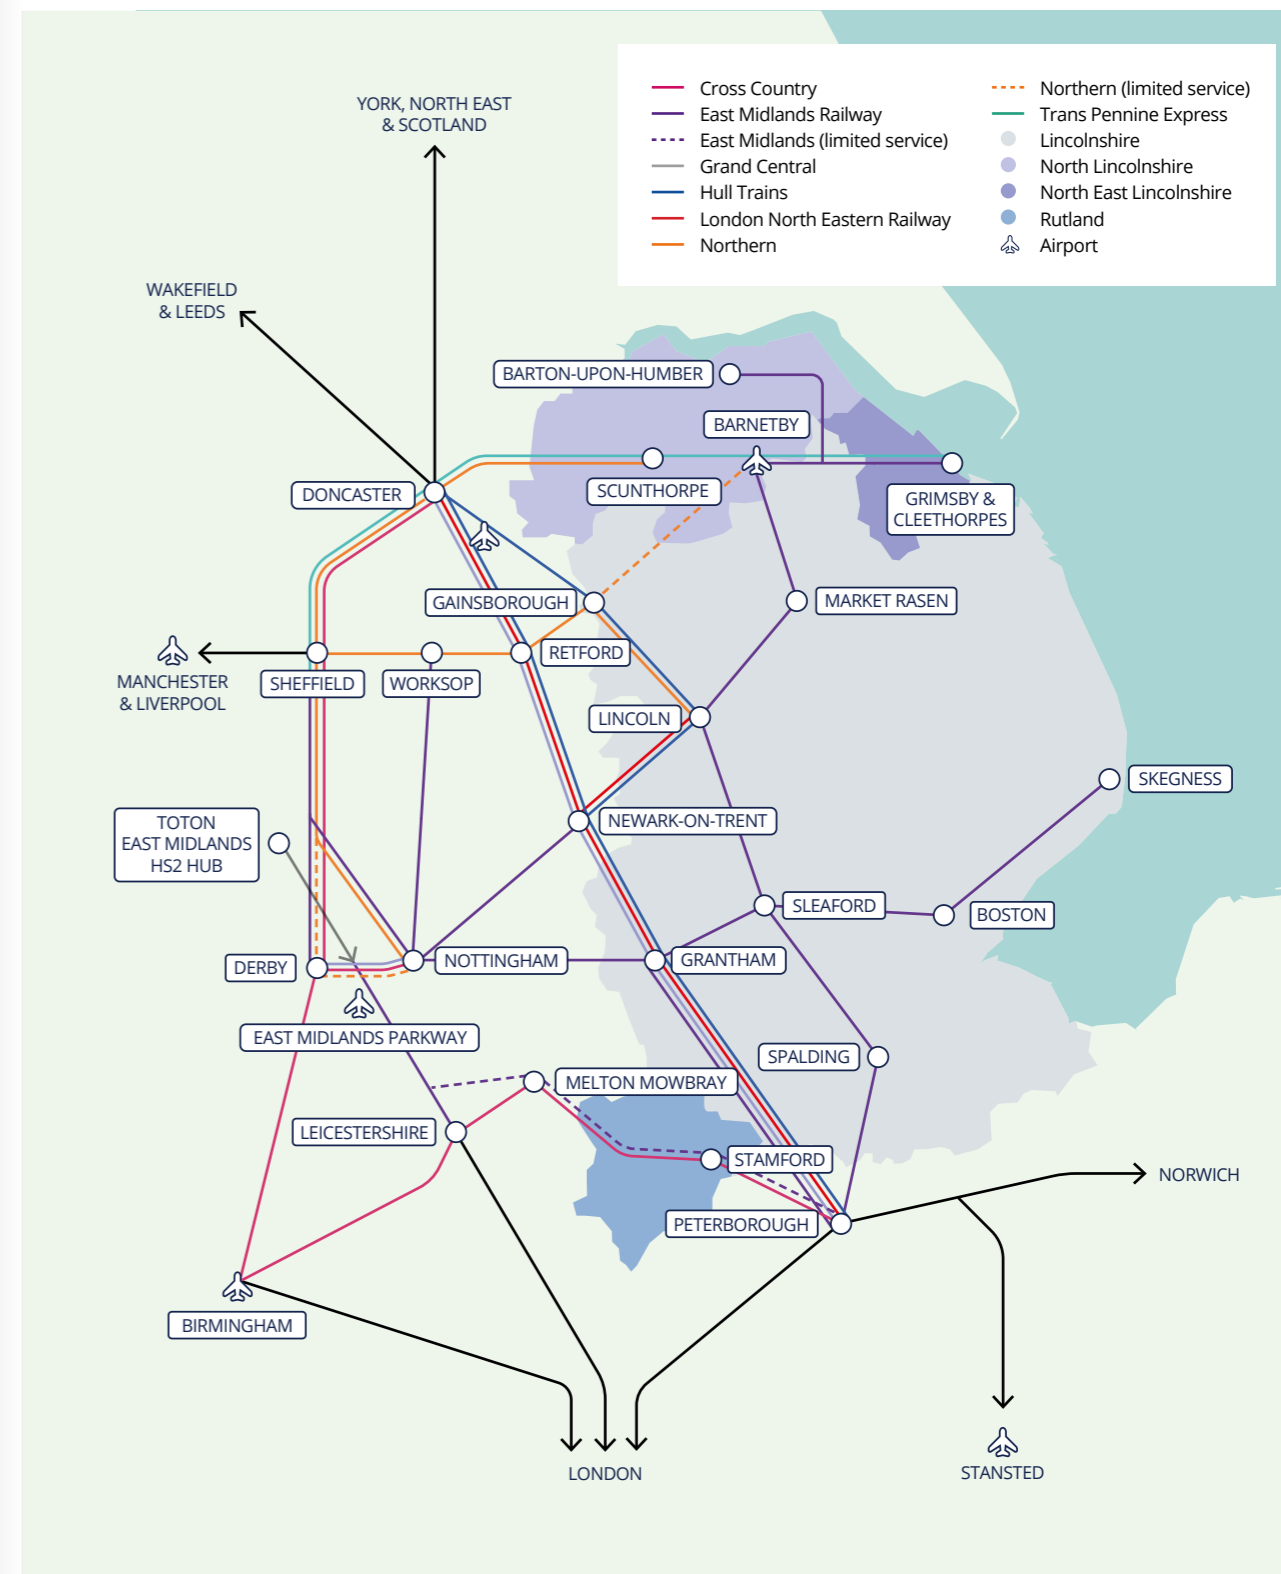 Cross Country
East Midlands Railway
East Midlands (limited service)
Grand Central
Hull Trains
London North Eastern Railway
Northern
Northern (limited service)
Trans Pennine Express
Lincolnshire
North Lincolnshire
North East Lincolnshire
Rutland
Airport
YORK, NORTH EAST
& SCOTLAND
WAKEFIELD
& LEEDS
BARTON-UPON-HUMBER
BARNETBY
DONCASTER
SCUNTHORPE
GRIMSBY &
CLEETHORPES
GAINSBOROUGH
MARKET RASEN
RETFORD
MANCHESTER
& LIVERPOOL
SHEFFIELD
WORKSOP
LINCOLN
SKEGNESS
TOTON
EAST MIDLANDS
HS2 HUB
NEWARK-ON-TRENT
SLEAFORD
BOSTON
DERBY
NOTTINGHAM
GRANTHAM
EAST MIDLANDS PARKWAY
SPALDING
MELTON MOWBRAY
LEICESTERSHIRE
STAMFORD
NORWICH
PETERBOROUGH
BIRMINGHAM
LONDON
STANSTED